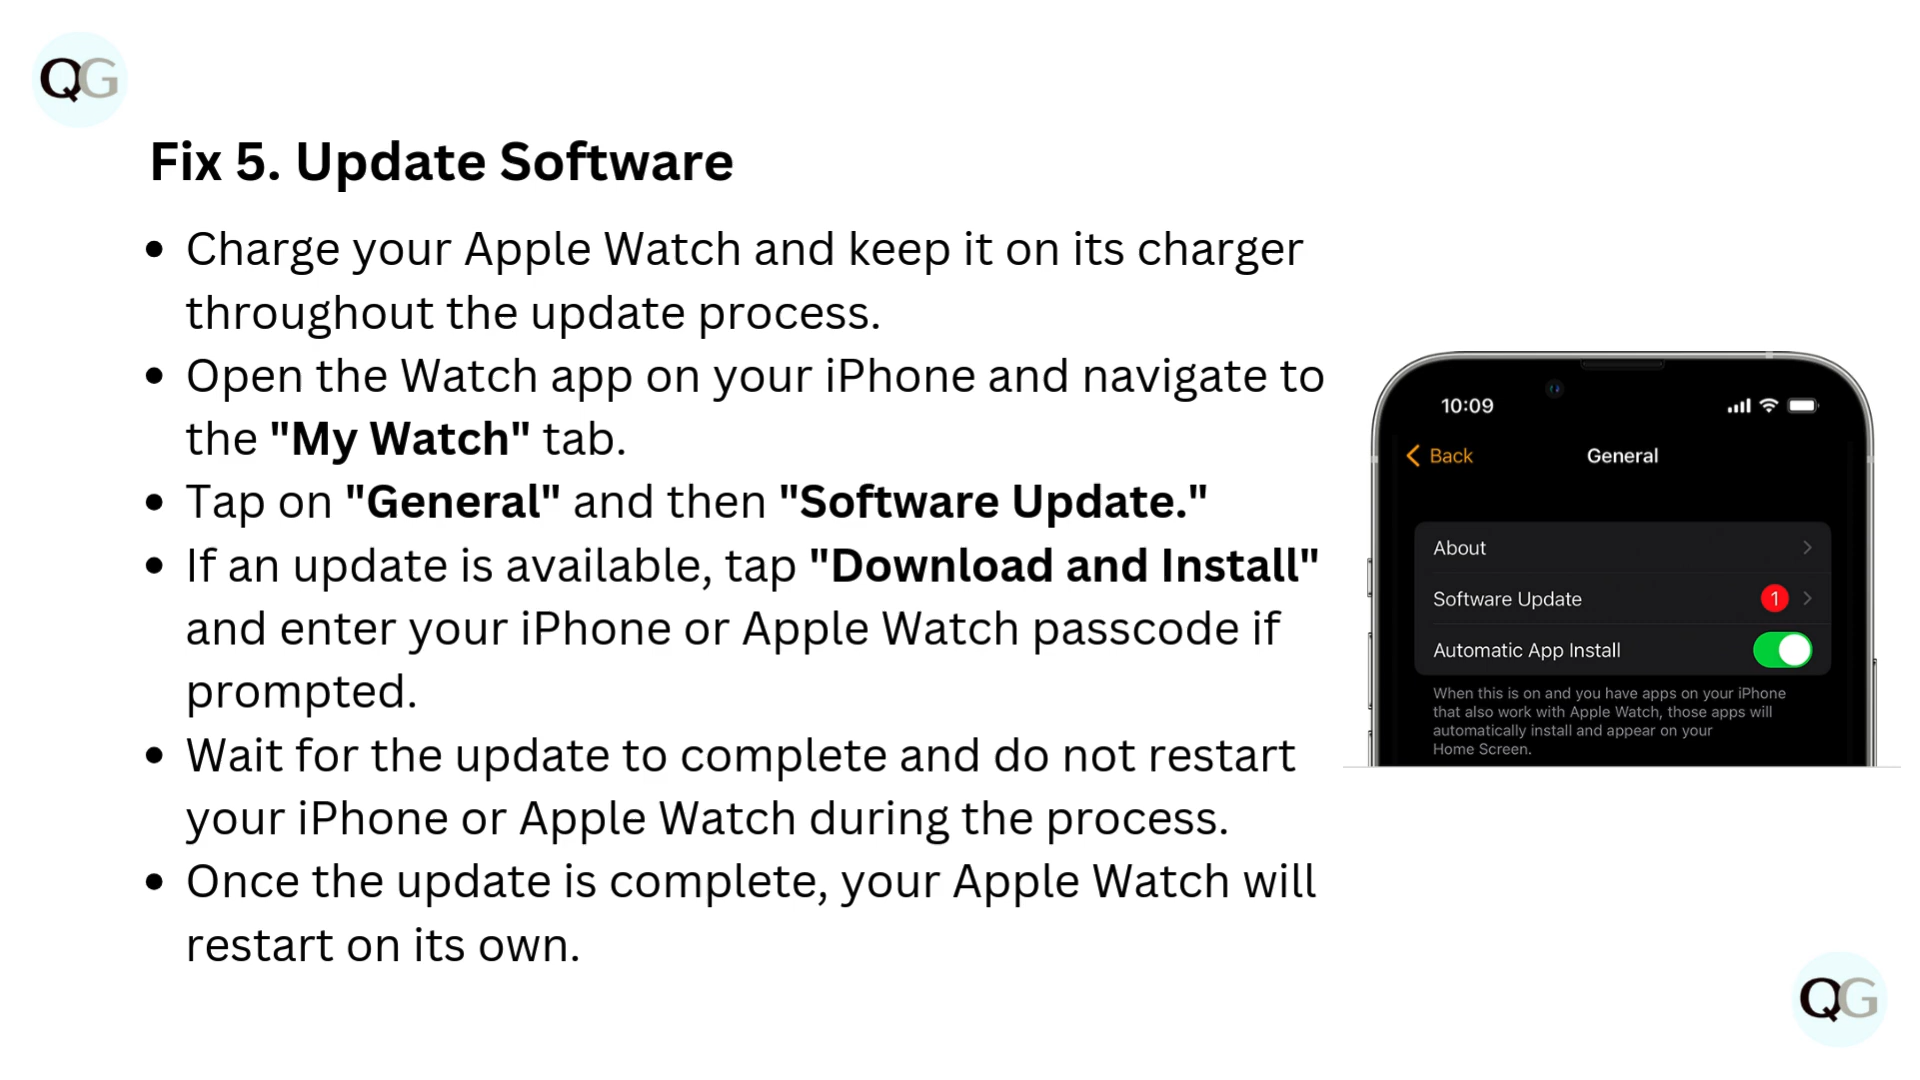 QG
Fix 5. Update Software
• Charge your Apple Watch and keep it on its charger
throughout the update process.
• Open the Watch app on your iPhone and navigate to
the "My Watch" tab.
• Tap on "General" and then "Software Update."
• If an update is available, tap "Download and Install"
and enter your iPhone or Apple Watch passcode if
prompted.
• Wait for the update to complete and do not restart
your iPhone or Apple Watch during the process.
• Once the update is complete, your Apple Watch will
restart on its own.
10:09
Back General
About
Software Update 1
Automatic App Install
When this is on and you have apps on your iPhone
that also work with Apple Watch, those apps will
automatically install and appear on your
Home Screen.
QG